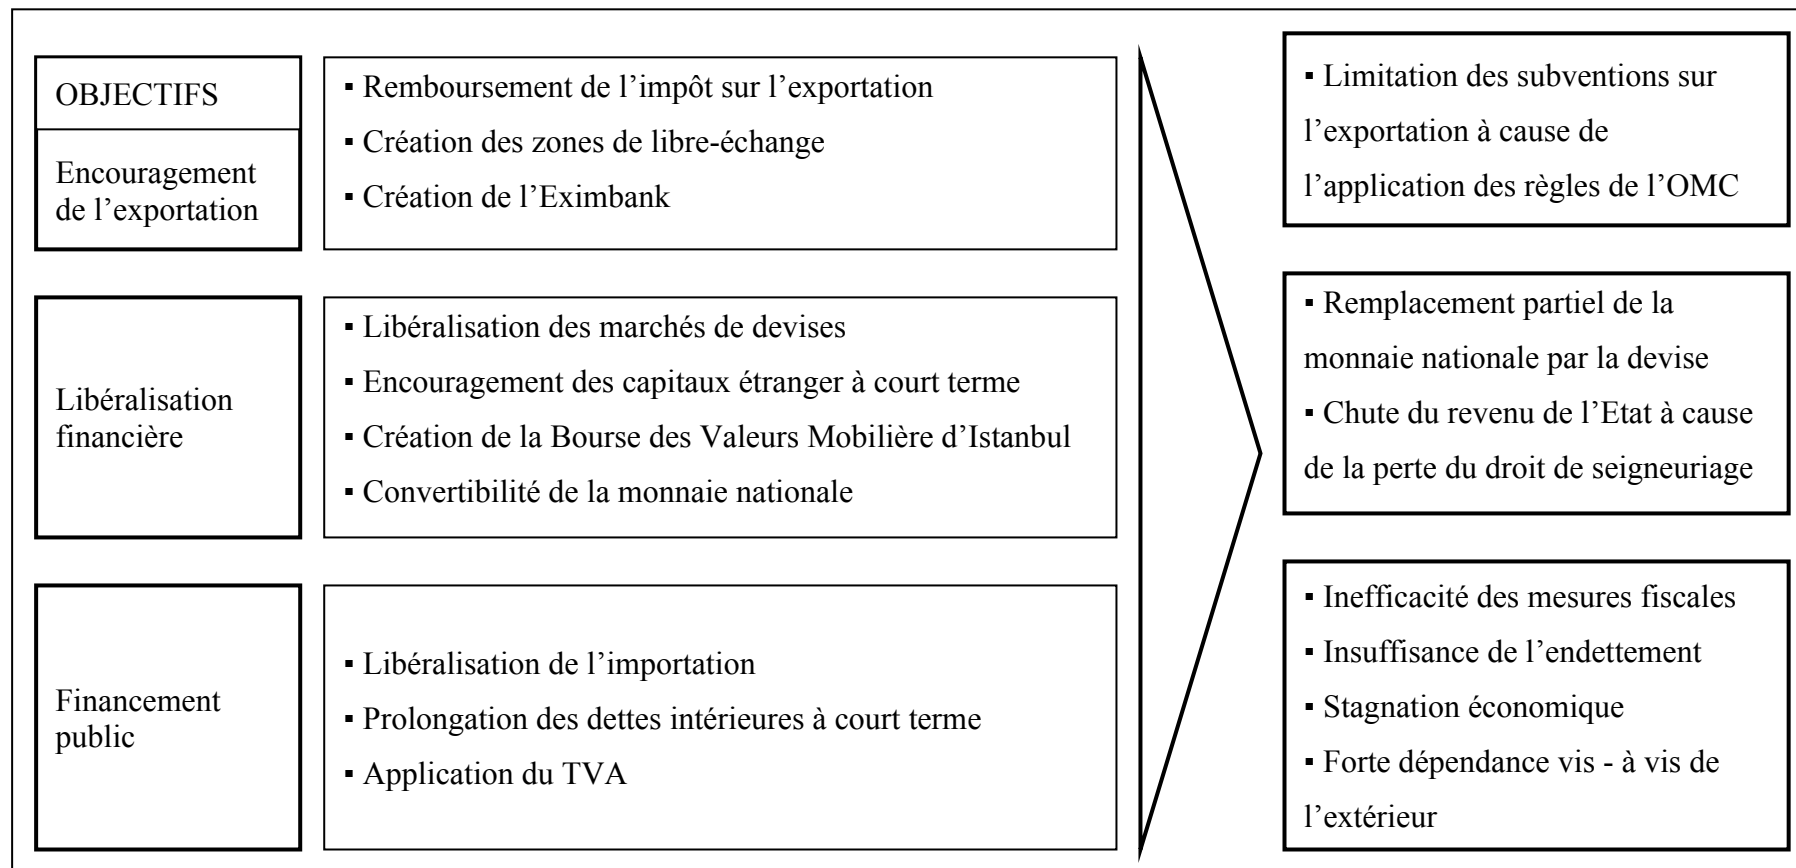 OBJECTIFS
Encouragement
de l’exportation
▪ Remboursement de l’impôt sur l’exportation
▪ Création des zones de libre-échange
▪ Création de l’Eximbank
▪ Limitation des subventions sur
l’exportation à cause de
l’application des règles de l’OMC
Libéralisation
financière
▪ Libéralisation des marchés de devises
▪ Encouragement des capitaux étranger à court terme
▪ Création de la Bourse des Valeurs Mobilière d’Istanbul
▪ Convertibilité de la monnaie nationale
▪ Remplacement partiel de la
monnaie nationale par la devise
▪ Chute du revenu de l’Etat à cause
de la perte du droit de seigneuriage
Financement
public
▪ Libéralisation de l’importation
▪ Prolongation des dettes intérieures à court terme
▪ Application du TVA
▪ Inefficacité des mesures fiscales
▪ Insuffisance de l’endettement
▪ Stagnation économique
▪ Forte dépendance vis - à vis de
l’extérieur